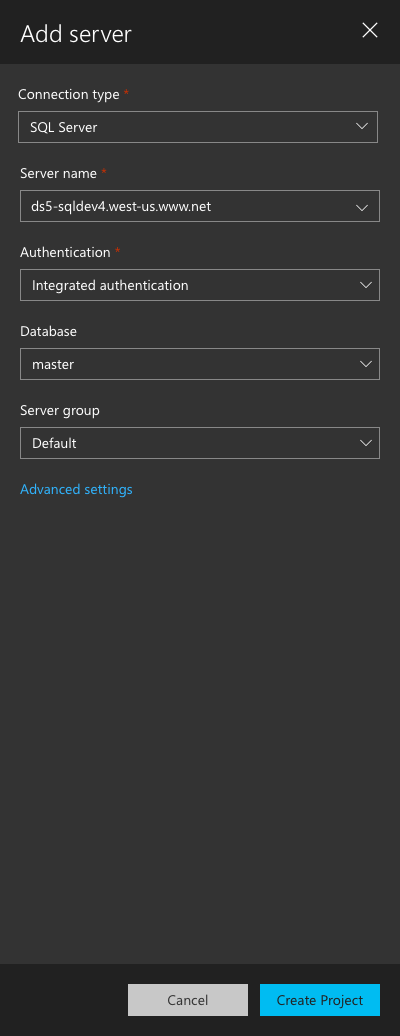 Add server
Connection type *
SQL Server
Server name *
ds5-sqldev4.west-us.www.net
Authentication *
Integrated authentication
Database
master
Server group
Default
Advanced settings
Cancel
Create Project